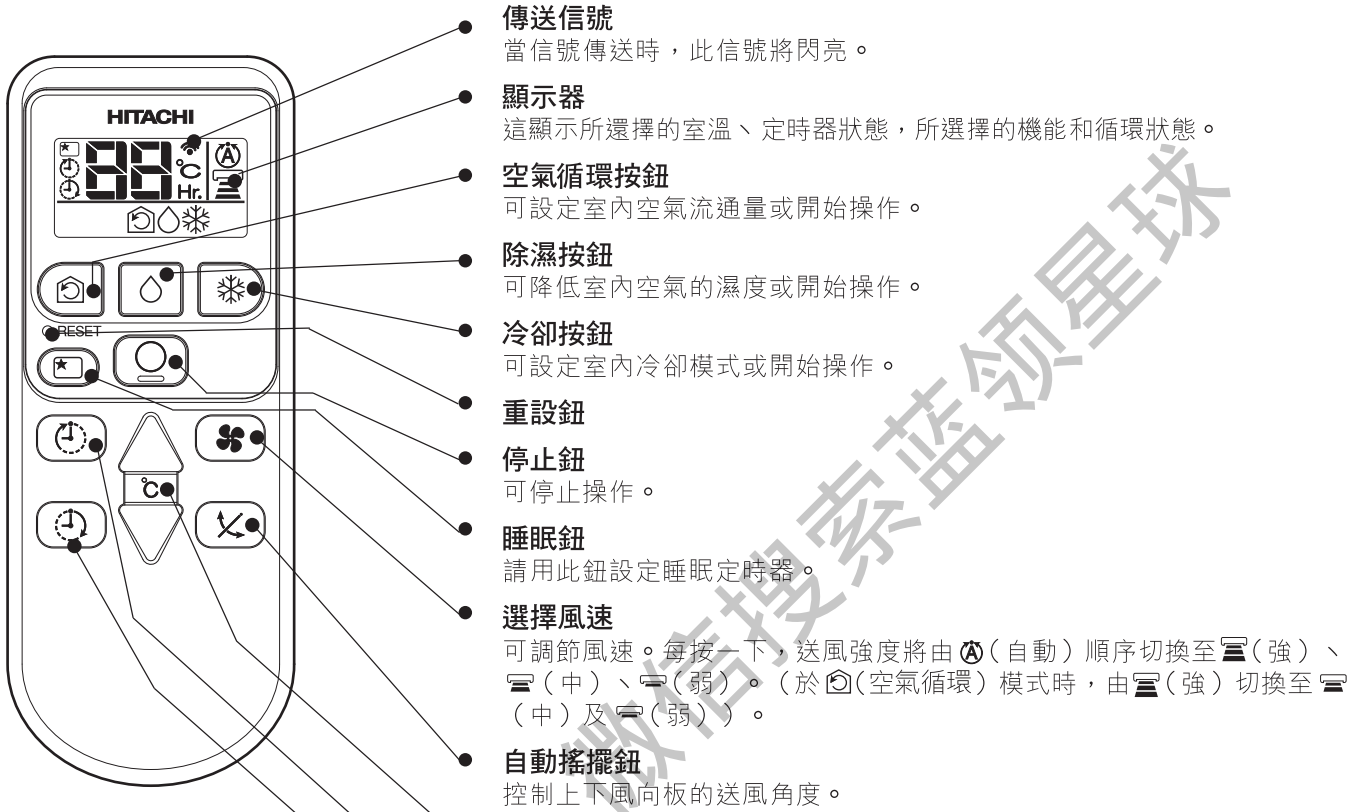 傳送信號
當信號傳送時，此信號將閃亮。
HITACHI
顯示器
這顯示所還擇的室溫、定時器狀態，所選擇的機能和循環狀態。
88
℃
Hr.
A
空氣循環按鈕
可設定室內空氣流通量或開始操作。
除濕按鈕
可降低室內空氣的濕度或開始操作。
冷卻按鈕
可設定室內冷卻模式或開始操作。
RESET
重設鈕
停止鈕
可停止操作。
℃
睡眠鈕
請用此鈕設定睡眠定時器。
選擇風速
可調節風速。每按一下，送風強度將由Ⓐ（自動）順序切換至（強）、
（中）、（弱）。（於（空氣循環）模式時，由（強）切換至
（中）及（弱））。
自動搖擺鈕
控制上下風向板的送風角度。
微信搜索蓝领星球